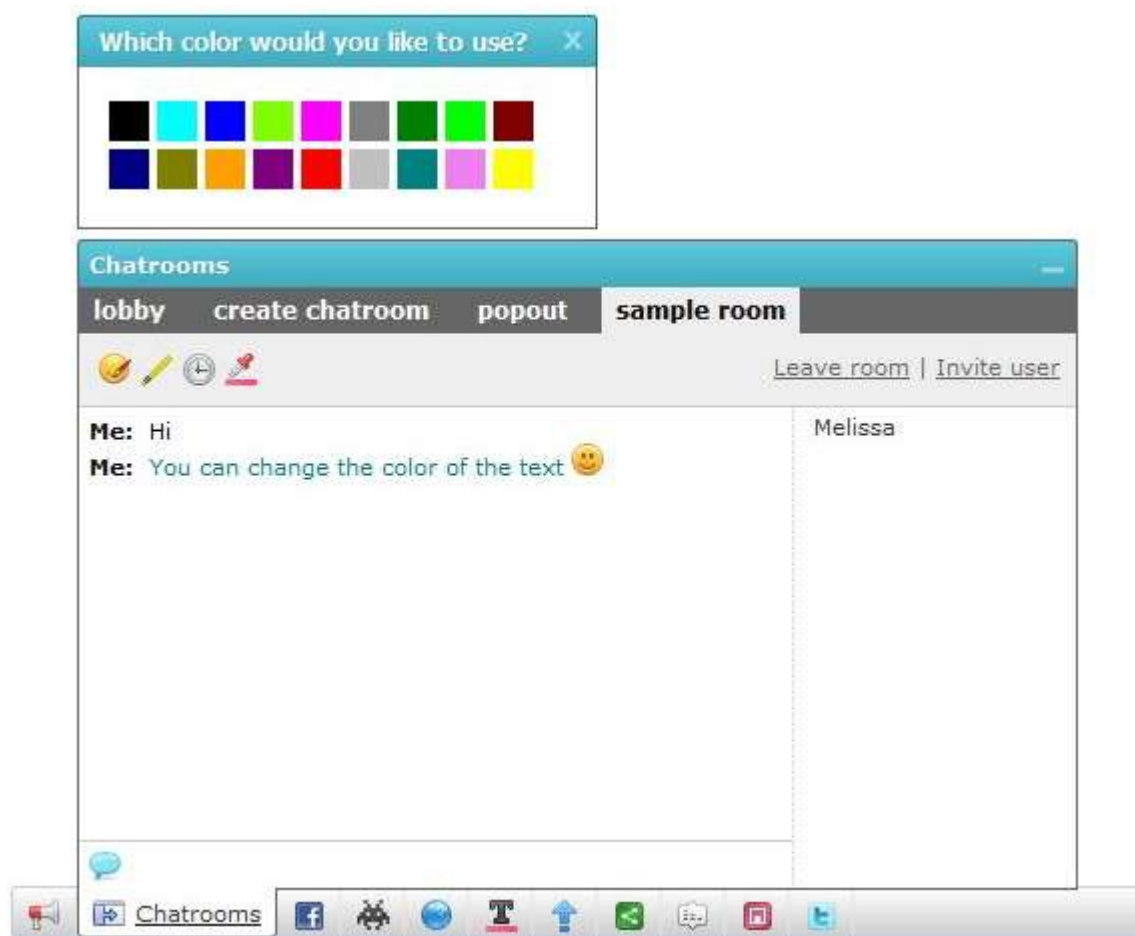 Which color would you like to use? X
Chatrooms
lobby create chatroom popout sample room
Leave room | Invite user
Me: Hi
Melissa
Me: You can change the color of the text
Chatrooms